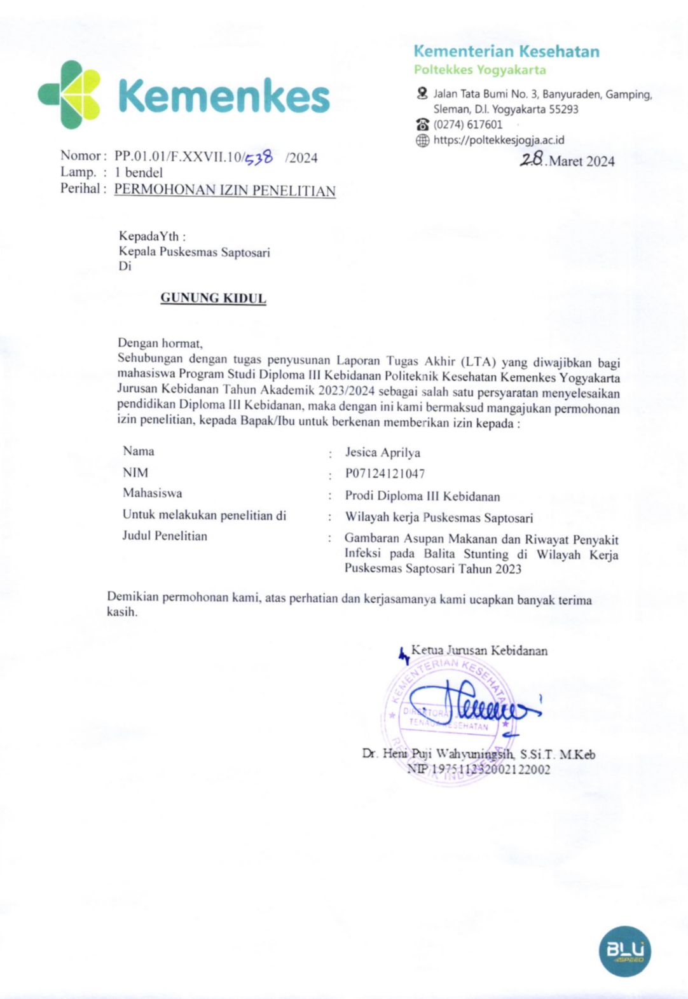 Kemenkes
Kementerian Kesehatan
Poltekkes Yogyakarta
Jalan Tata Bumi No. 3, Banyuraden, Gamping,
Sleman, D.I. Yogyakarta 55293
(0274) 617601
https://poltekkesjogja.ac.id
Nomor : PP.01.01/F.XXVII.10/538 /2024
28.Maret 2024
Lamp. : 1 bendel
Perihal : PERMOHONAN IZIN PENELITIAN
KepadaYth :
Kepala Puskesmas Saptosari
Di
GUNUNG KIDUL
Dengan hormat,
Sehubungan dengan tugas penyusunan Laporan Tugas Akhir (LTA) yang diwajibkan bagi
mahasiswa Program Studi Diploma III Kebidanan Politeknik Kesehatan Kemenkes Yogyakarta
Jurusan Kebidanan Tahun Akademik 2023/2024 sebagai salah satu persyaratan menyelesaikan
pendidikan Diploma III Kebidanan, maka dengan ini kami bermaksud mangajukan permohonan
izin penelitian, kepada Bapak/Ibu untuk berkenan memberikan izin kepada :
Nama : Jesica Aprilya
NIM : P07124121047
Mahasiswa : Prodi Diploma III Kebidanan
Untuk melakukan penelitian di : Wilayah kerja Puskesmas Saptosari
Judul Penelitian : Gambaran Asupan Makanan dan Riwayat Penyakit
Infeksi pada Balita Stunting di Wilayah Kerja
Puskesmas Saptosari Tahun 2023
Demikian permohonan kami, atas perhatian dan kerjasamanya kami ucapkan banyak terima
kasih.
Ketua Jurusan Kebidanan
KEMENTERIAN KESEHATAN
DIREKTORAT
TENAGA KESEHATAN
REPUBLIK INDONESIA
Dr. Heni Puji Wahyuningsih, S.Si.T. M.Keb
NIP 197511232002122002
BLU
SPEED